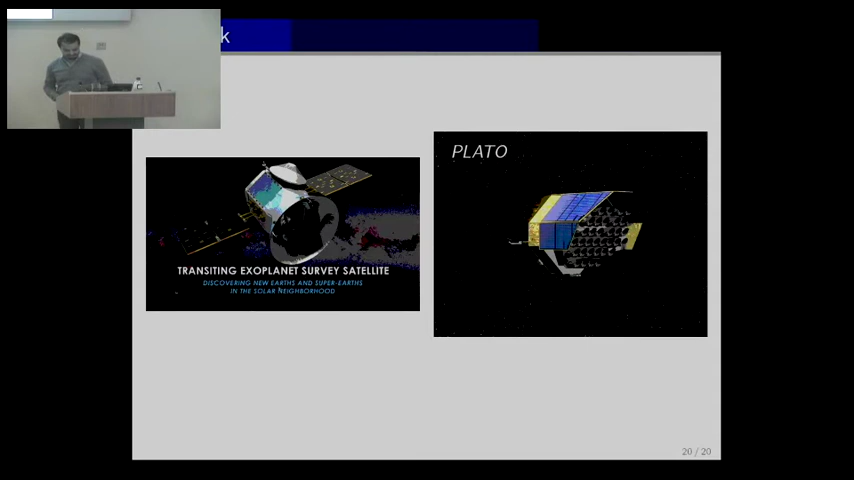 k
PLATO
TRANSITING EXOPLANET SURVEY SATELLITE
DISCOVERING NEW EARTHS AND SUPER-EARTHS
IN THE SOLAR NEIGHBORHOOD
20 / 20